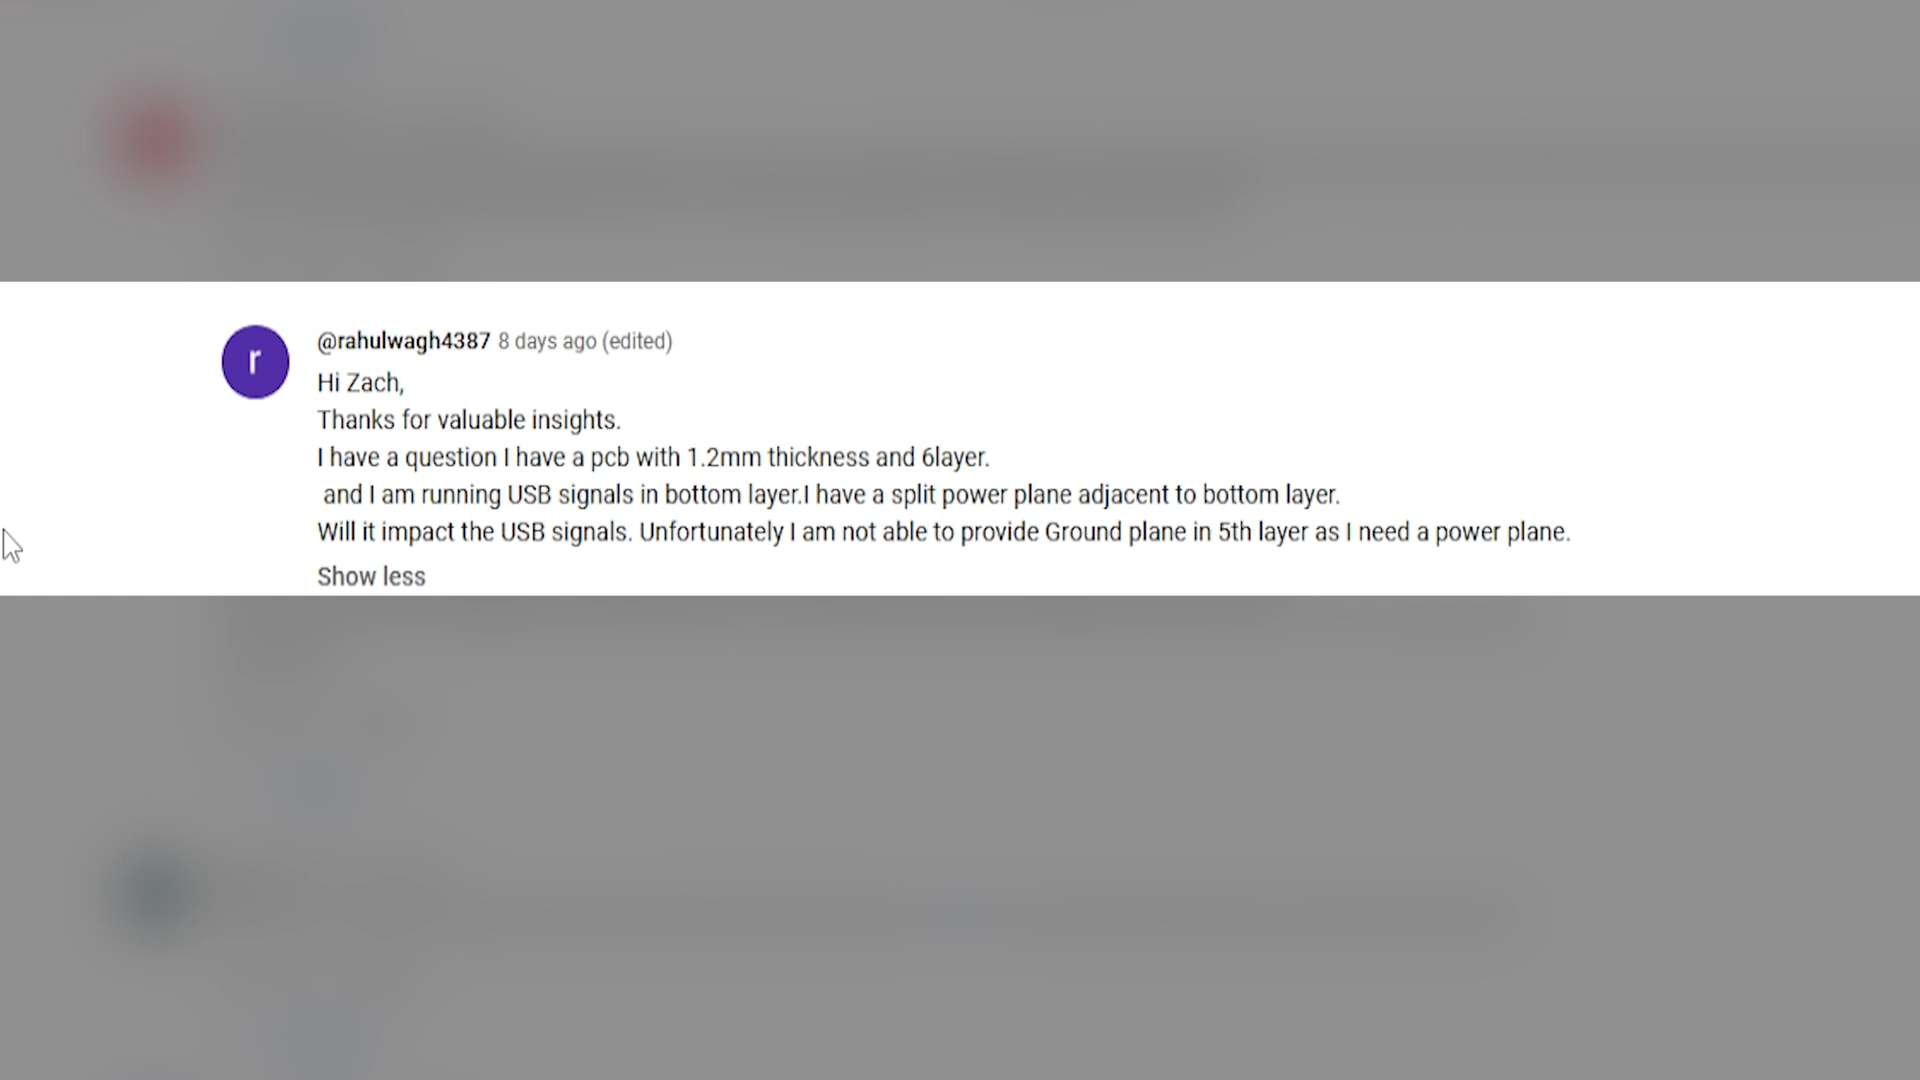 r
@rahulwagh4387 8 days ago (edited)
Hi Zach,
Thanks for valuable insights.
I have a question I have a pcb with 1.2mm thickness and 6layer.
and I am running USB signals in bottom layer.I have a split power plane adjacent to bottom layer.
Will it impact the USB signals. Unfortunately I am not able to provide Ground plane in 5th layer as I need a power plane.
Show less